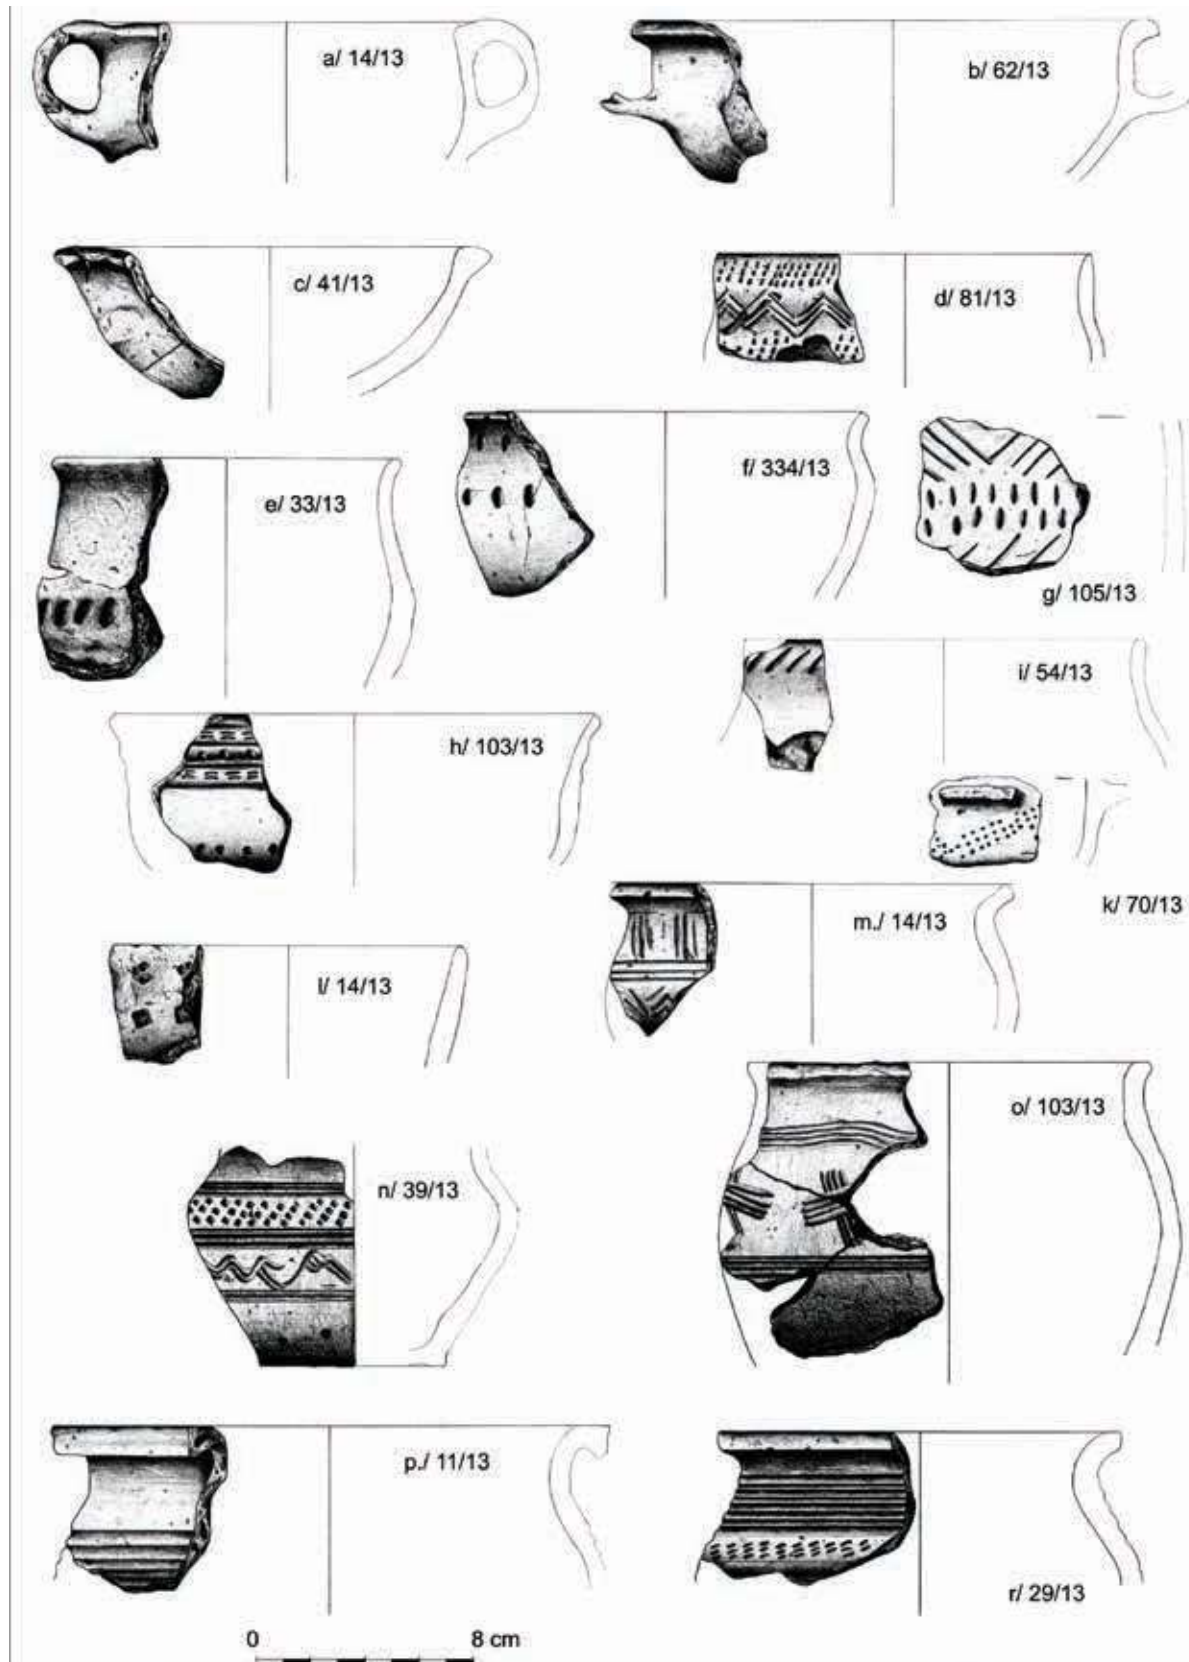 a/ 14/13
b/ 62/13
c/ 41/13
d/ 81/13
e/ 33/13
f/ 334/13
g/ 105/13
h/ 103/13
i/ 54/13
k/ 70/13
l/ 14/13
m./ 14/13
n/ 39/13
o/ 103/13
p./ 11/13
r/ 29/13
0 8 cm